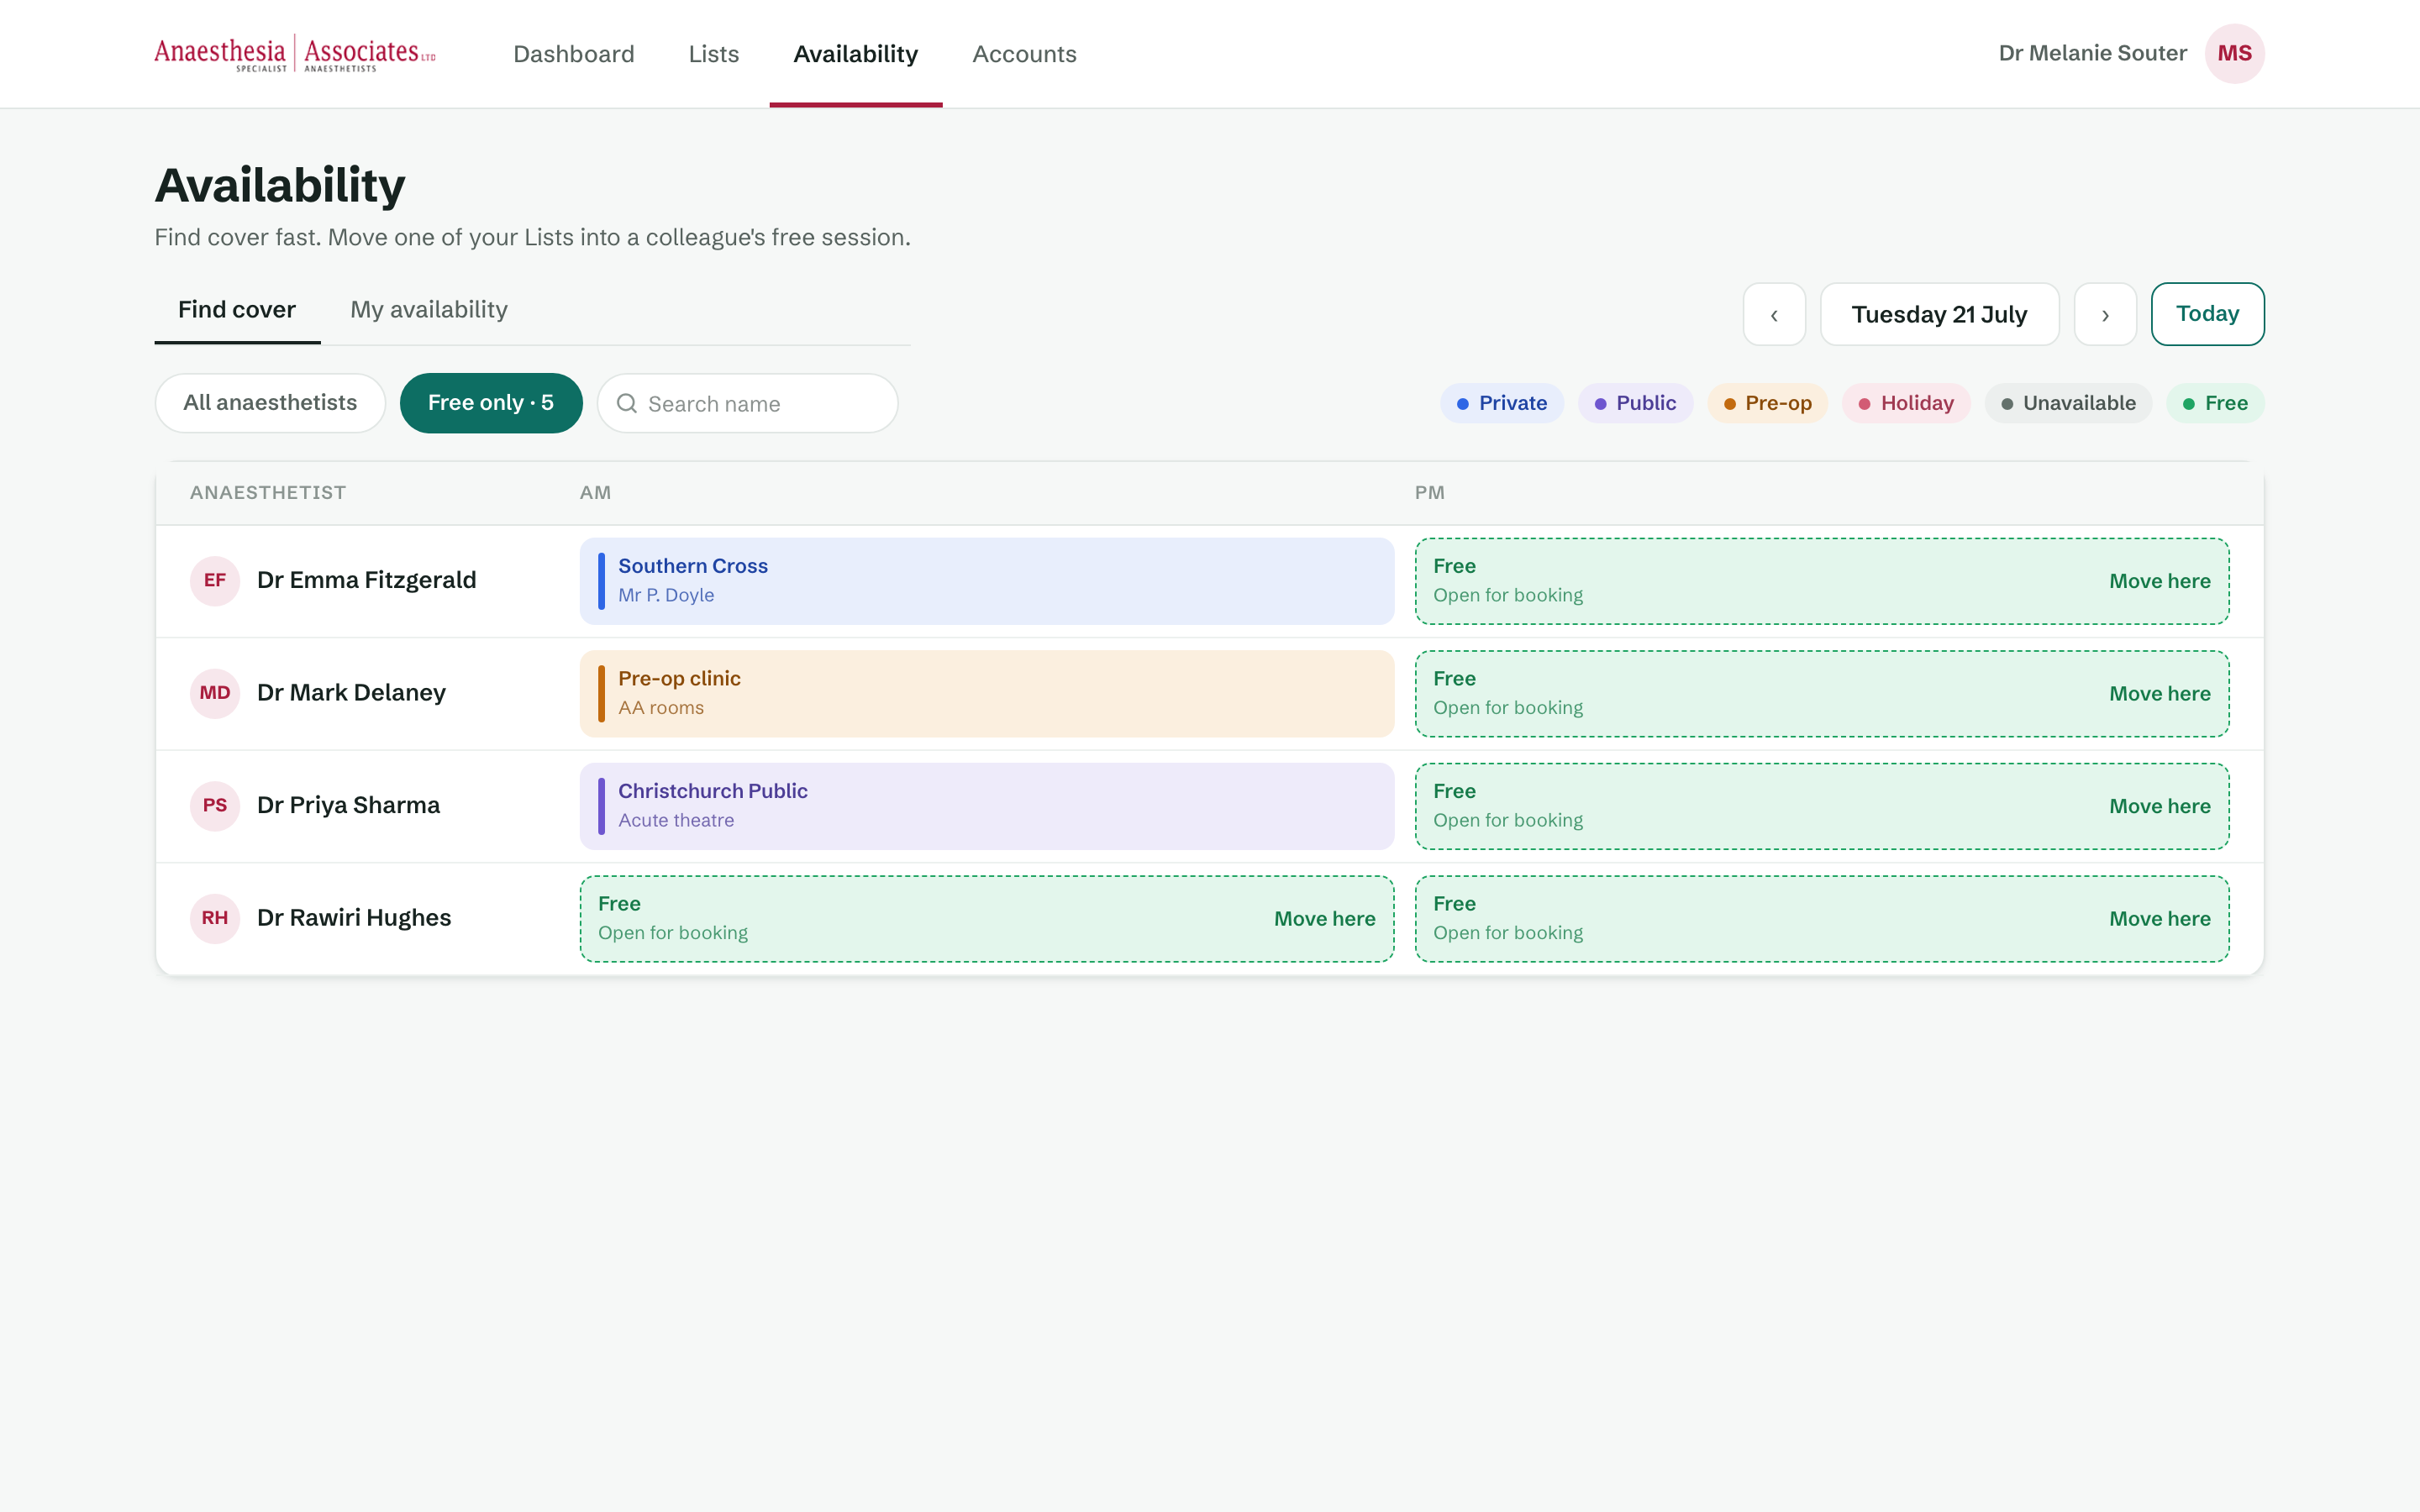 Anaesthesia Associates LTD
SPECIALIST ANAESTHETISTS
Dashboard
Lists
Availability
Accounts
Dr Melanie Souter
MS
Availability
Find cover fast. Move one of your Lists into a colleague's free session.
Find cover
My availability
‹
Tuesday 21 July
›
Today
All anaesthetists
Free only · 5
Search name
Private
Public
Pre-op
Holiday
Unavailable
Free
ANAESTHETIST
AM
PM
EF
Dr Emma Fitzgerald
Southern Cross
Mr P. Doyle
Free
Open for booking
Move here
MD
Dr Mark Delaney
Pre-op clinic
AA rooms
Free
Open for booking
Move here
PS
Dr Priya Sharma
Christchurch Public
Acute theatre
Free
Open for booking
Move here
RH
Dr Rawiri Hughes
Free
Open for booking
Move here
Free
Open for booking
Move here